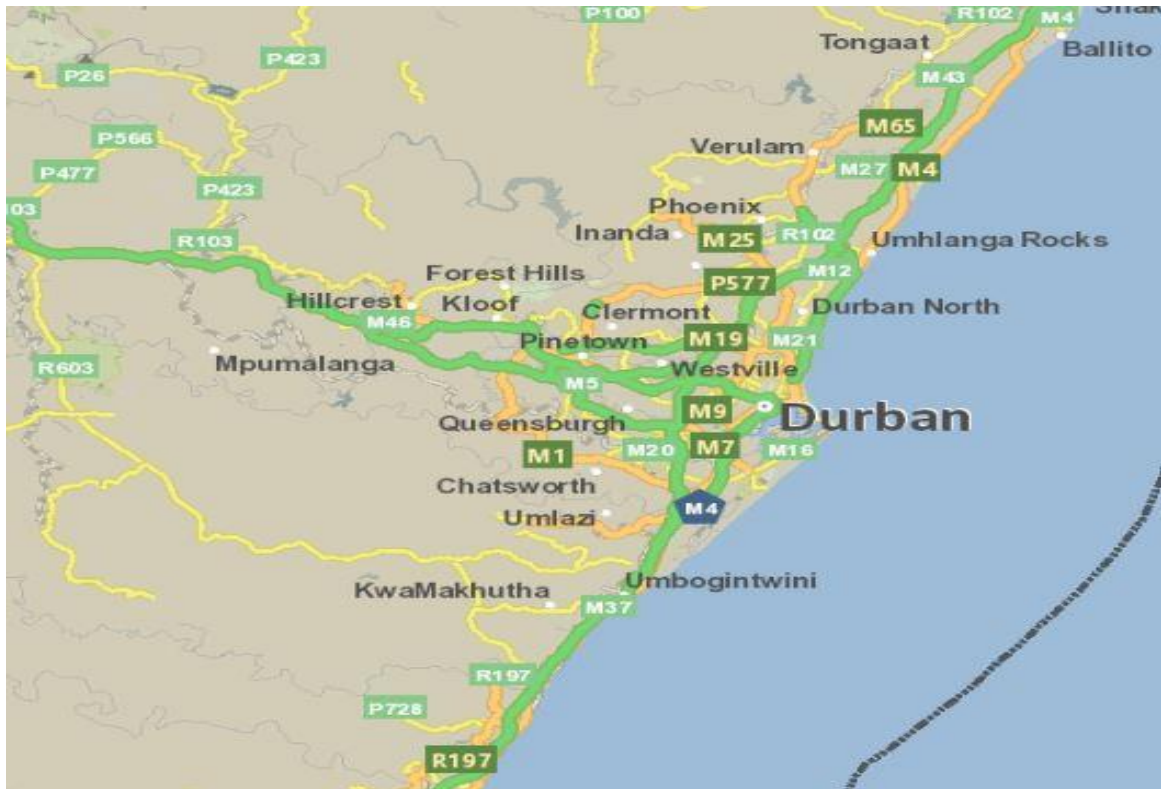 P100
R102
M4
Tongaat
Ballito
P423
P26
M43
M65
P566
Verulam
P477
M27
M4
P423
Phoenix
Inanda
M25
R102
R103
Umhlanga Rocks
Forest Hills
M12
P577
Hillcrest
Kloof
Clermont
Durban North
M46
M19
M21
Pinetown
Mpumalanga
R603
Westville
M5
M9
Durban
Queensburgh
M1
M20
M7
M16
Chatsworth
Umlazi
M4
Umbogintwini
KwaMakhutha
M37
R197
P728
R197